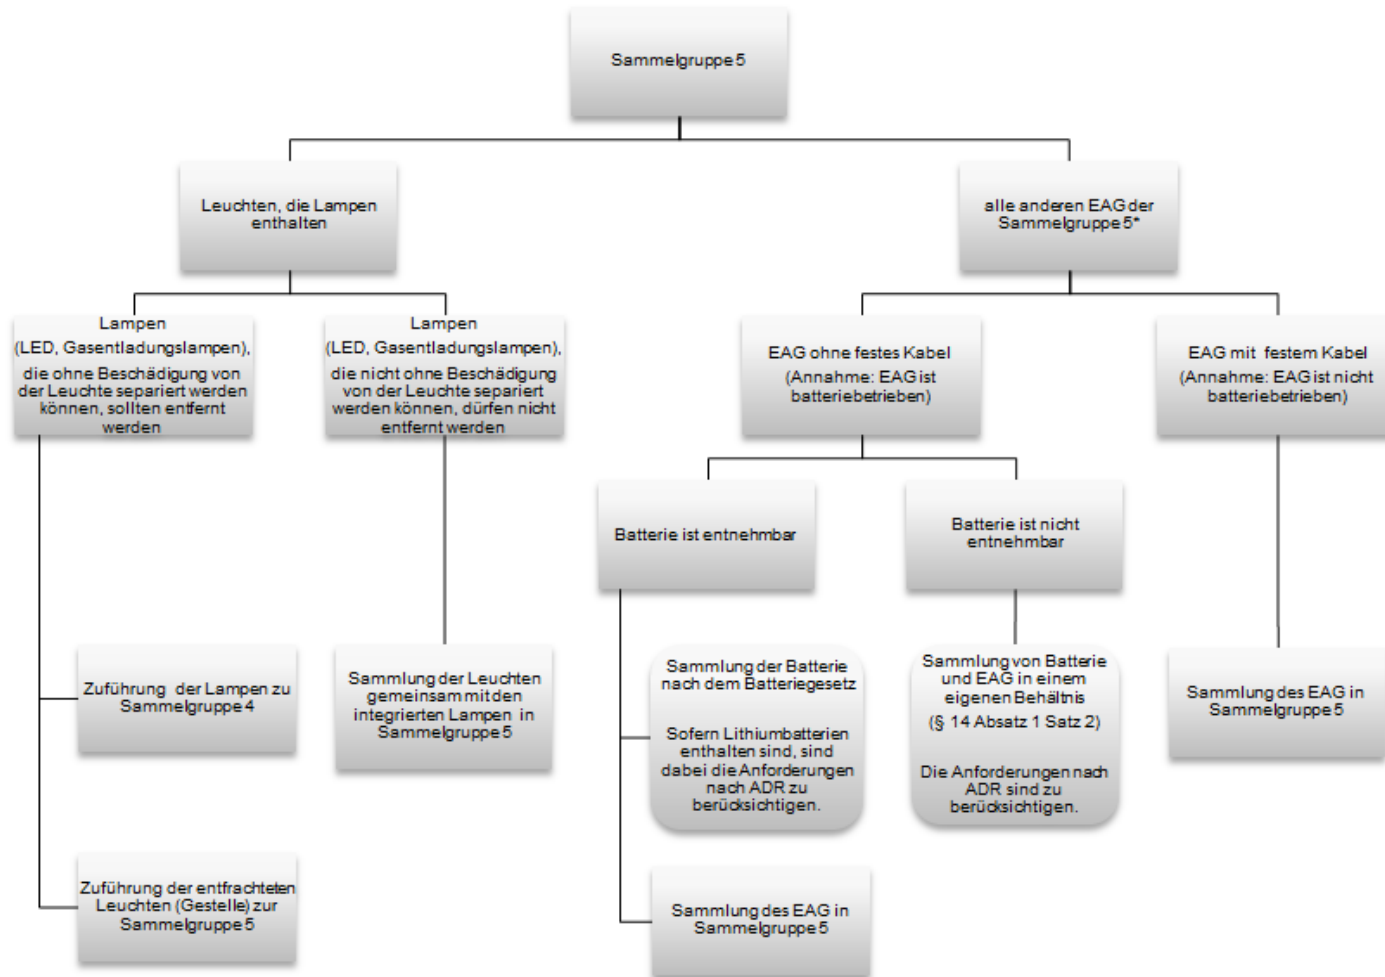 Sammelgruppe 5
Leuchten, die Lampen
enthalten
alle anderen EAG der
Sammelgruppe 5*
Lampen
(LED, Gasentladungslampen),
die ohne Beschädigung von
der Leuchte separiert werden
können, sollten entfernt
werden
Lampen
(LED, Gasentladungslampen),
die nicht ohne Beschädigung
von der Leuchte separiert
werden können, dürfen nicht
entfernt werden
EAG ohne festes Kabel
(Annahme: EAG ist
batteriebetrieben)
EAG mit festem Kabel
(Annahme: EAG ist nicht
batteriebetrieben)
Batterie ist entnehmbar
Batterie ist nicht
entnehmbar
Zuführung der Lampen zu
Sammelgruppe 4
Sammlung der Leuchten
gemeinsam mit den
integrierten Lampen in
Sammelgruppe 5
Sammlung der Batterie
nach dem Batteriegesetz
Sofern Lithiumbatterien
enthalten sind, sind
dabei die Anforderungen
nach ADR zu
berücksichtigen.
Sammlung von Batterie
und EAG in einem
eigenen Behältnis
(§ 14 Absatz 1 Satz 2)
Die Anforderungen nach
ADR sind zu
berücksichtigen.
Sammlung des EAG in
Sammelgruppe 5
Zuführung der entfrachteten
Leuchten (Gestelle) zur
Sammelgruppe 5
Sammlung des EAG in
Sammelgruppe 5